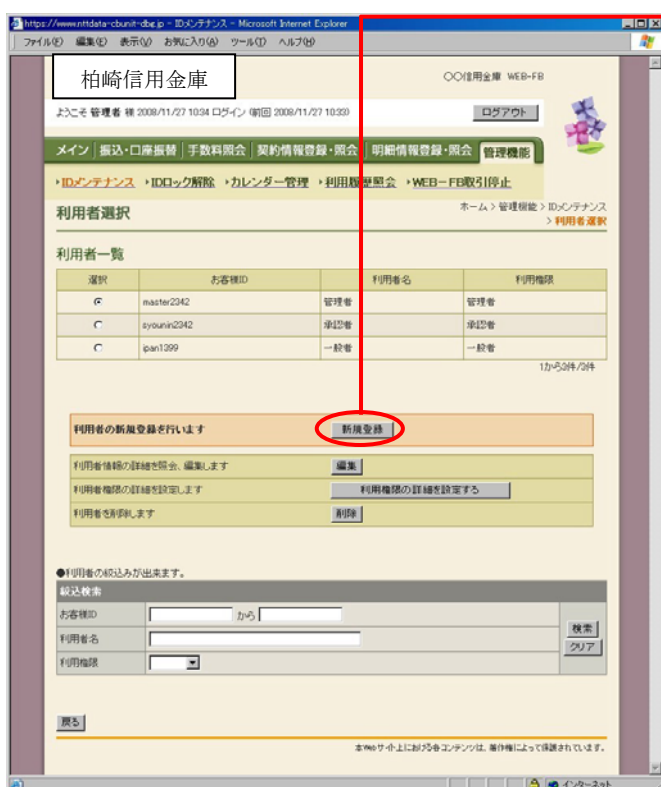 https://www.nttdata-cbunit-dbg.jp - IDメンテナンス - Microsoft Internet Explorer
ファイル(F) 編集(E) 表示(V) お気に入り(A) ツール(T) ヘルプ(H)
柏崎信用金庫
〇〇信用金庫 WEB-FB
ようこそ 管理者 様 2008/11/27 10:34 ログイン (前回 2008/11/27 10:33)
ログアウト
メイン 振込・口座振替 手数料照会 契約情報登録・照会 明細情報登録・照会 管理機能
IDメンテナンス IDロック解除 カレンダー管理 利用履歴照会 WEB-FB取引停止
利用者選択
ホーム > 管理機能 > IDメンテナンス
> 利用者選択
利用者一覧
選択 お客様ID 利用者名 利用権限
master2342 管理者 管理者
syounin2342 承認者 承認者
ipan1399 一般者 一般者
1から3件/3件
利用者の新規登録を行います 新規登録
利用者情報の詳細を照会、編集します 編集
利用者権限の詳細を設定します 利用権限の詳細を設定する
利用者を削除します 削除
●利用者の絞込みが出来ます。
絞込検索
お客様ID から
利用者名
利用権限
検索
クリア
戻る
本Webサイト上における各コンテンツは、著作権によって保護されています。
インターネット